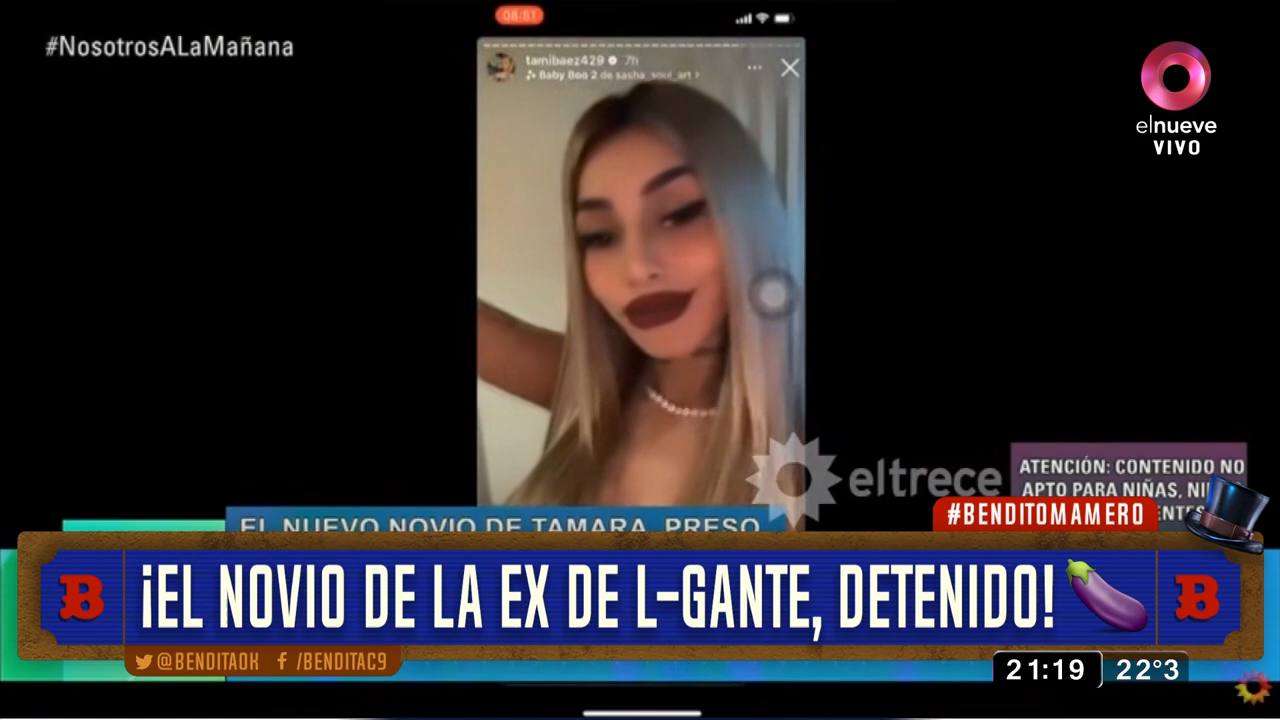 08:51
#NosotrosALaMañana
tamibaez429 7h
Baby Boo 2 de sasha_soul_art >
elnueve
VIVO
eltrece
ATENCIÓN: CONTENIDO NO
APTO PARA NIÑAS,
EL NUEVO NOVIO DE TAMARA, PRESO
#BENDITOMAMERO
B ¡EL NOVIO DE LA EX DE L-GANTE, DETENIDO! B
@BENDITAOK f /BENDITAC9
21:19 22°3